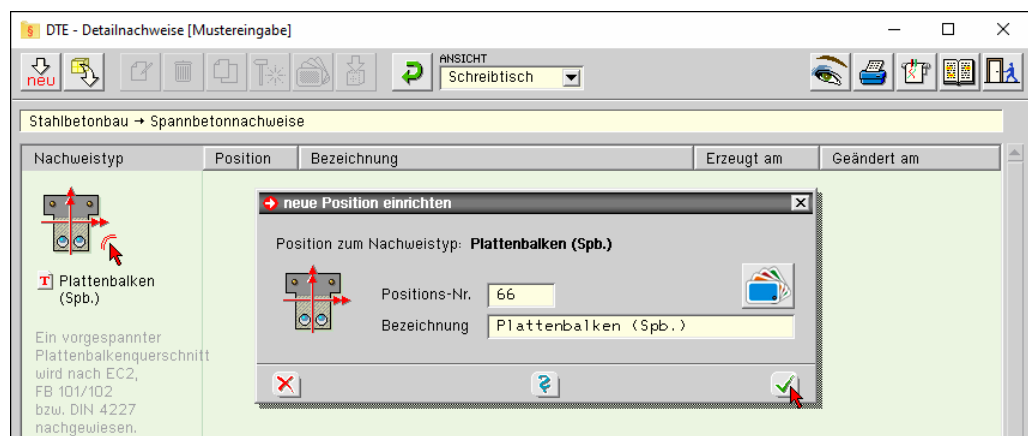 DTE - Detailnachweise [Mustereingabe]
neu
ANSICHT
Schreibtisch
Stahlbetonbau → Spannbetonnachweise
Nachweistyp Position Bezeichnung Erzeugt am Geändert am
neue Position einrichten
Position zum Nachweistyp: Plattenbalken (Spb.)
Positions-Nr. 66
Bezeichnung Plattenbalken (Spb.)
T Plattenbalken
(Spb.)
Ein vorgespannter
Plattenbalkenquerschnitt
wird nach EC2,
FB 101/102
bzw. DIN 4227
nachgewiesen.